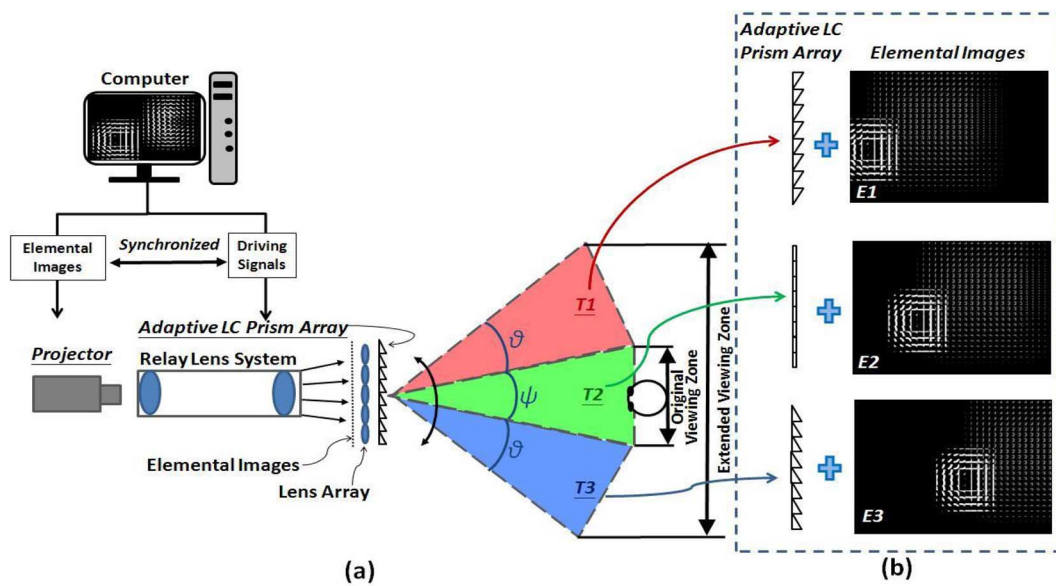 Computer
Elemental
Images
Synchronized
Driving
Signals
Adaptive LC Prism Array
Projector
Relay Lens System
Elemental Images
Lens Array
ϑ
ψ
ϑ
T1
T2
T3
Original
Viewing Zone
Extended Viewing Zone
(a)
Adaptive LC
Prism Array
Elemental Images
E1
E2
E3
(b)